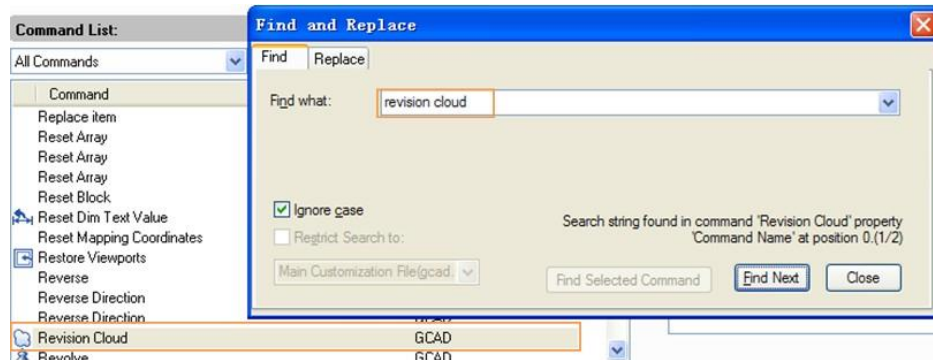 Command List:
All Commands
Command
Replace item
Reset Array
Reset Array
Reset Array
Reset Block
Reset Dim Text Value
Reset Mapping Coordinates
Restore Viewports
Reverse
Reverse Direction
Reverse Direction GCAD
Revision Cloud GCAD
Revolve GCAD
Find and Replace
Find Replace
Find what: revision cloud
Ignore case
Restrict Search to:
Main Customization File(gcad.
Search string found in command 'Revision Cloud' property
'Command Name' at position 0.(1/2)
Find Selected Command Find Next Close